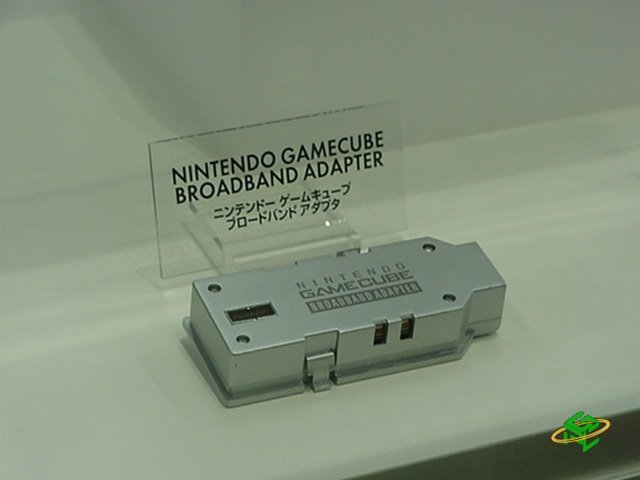 NINTENDO GAMECUBE
BROADBAND ADAPTER
ニンテンドー ゲームキューブ
ブロードバンド アダプタ
NINTENDO
GAMECUBE
BROADBAND ADAPTER